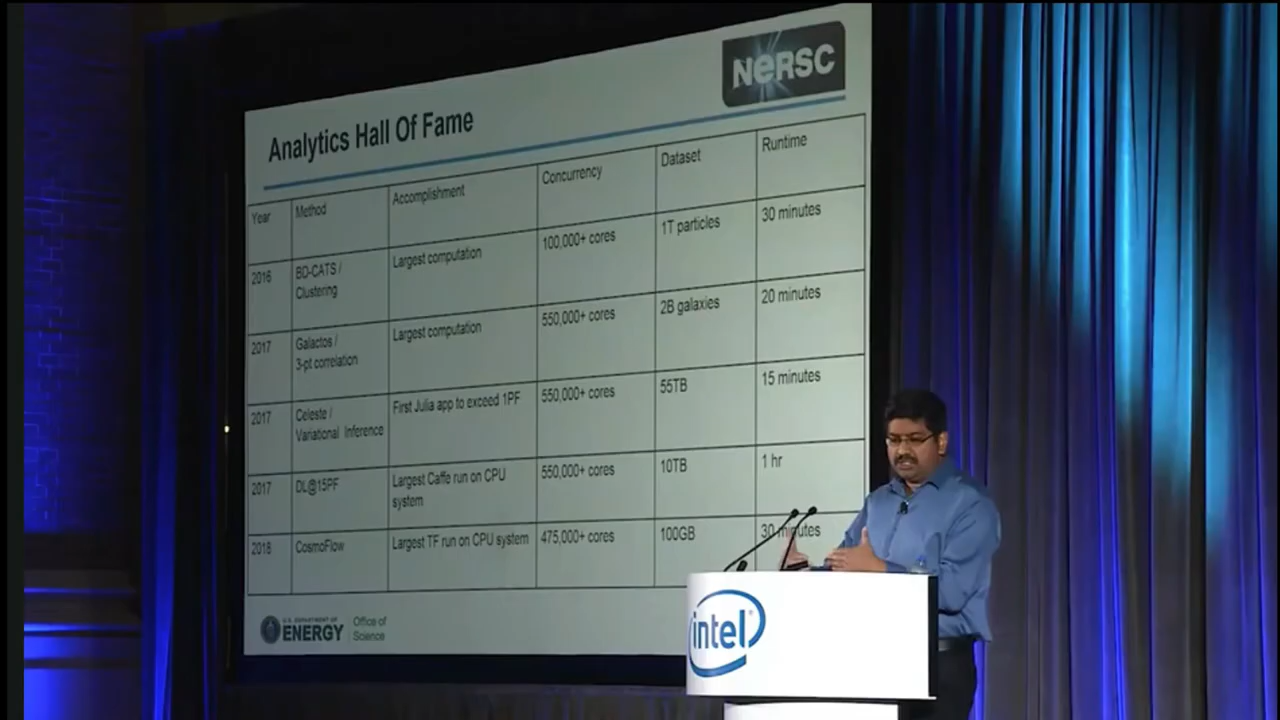 NeRSC
Analytics Hall Of Fame
Year Method Accomplishment Concurrency Dataset Runtime
2016 BD-CATS / Largest computation 100,000+ cores 1T particles 30 minutes
Clustering
2017 Galactos / Largest computation 550,000+ cores 2B galaxies 20 minutes
3-pt correlation
2017 Celeste / First Julia app to exceed 1PF 550,000+ cores 55TB 15 minutes
Variational Inference
2017 DL@15PF Largest Caffe run on CPU 550,000+ cores 10TB 1 hr
system
2018 CosmoFlow Largest TF run on CPU system 475,000+ cores 100GB 30 minutes
U.S. DEPARTMENT OF
ENERGY
Office of
Science
intel